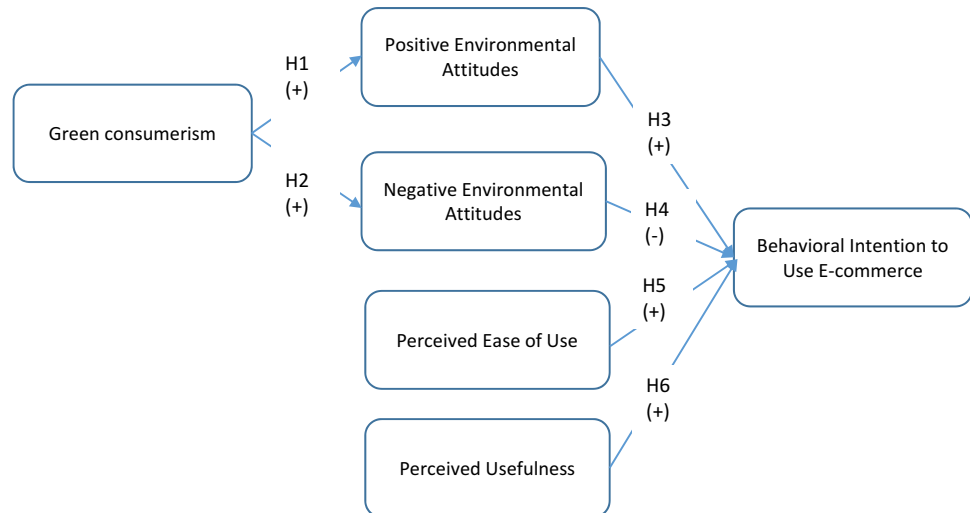 Green consumerism
H1
(+)
H2
(+)
Positive Environmental
Attitudes
Negative Environmental
Attitudes
Perceived Ease of Use
Perceived Usefulness
H3
(+)
H4
(-)
H5
(+)
H6
(+)
Behavioral Intention to
Use E-commerce